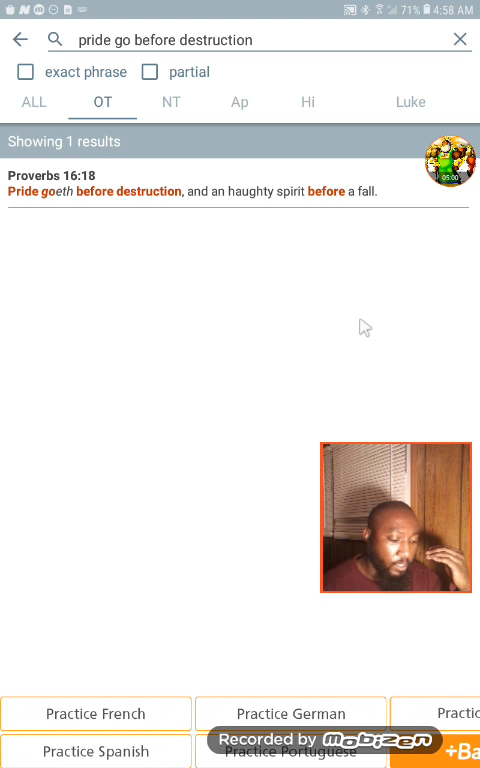 71% 4:58 AM
pride go before destruction
exact phrase partial
ALL OT NT Ap Hi Luke
Showing 1 results
05:00
Proverbs 16:18
Pride goeth before destruction, and an haughty spirit before a fall.
Practice French Practice German Practic
Practice Spanish Practice Portuguese +Ba
Recorded by mobizen